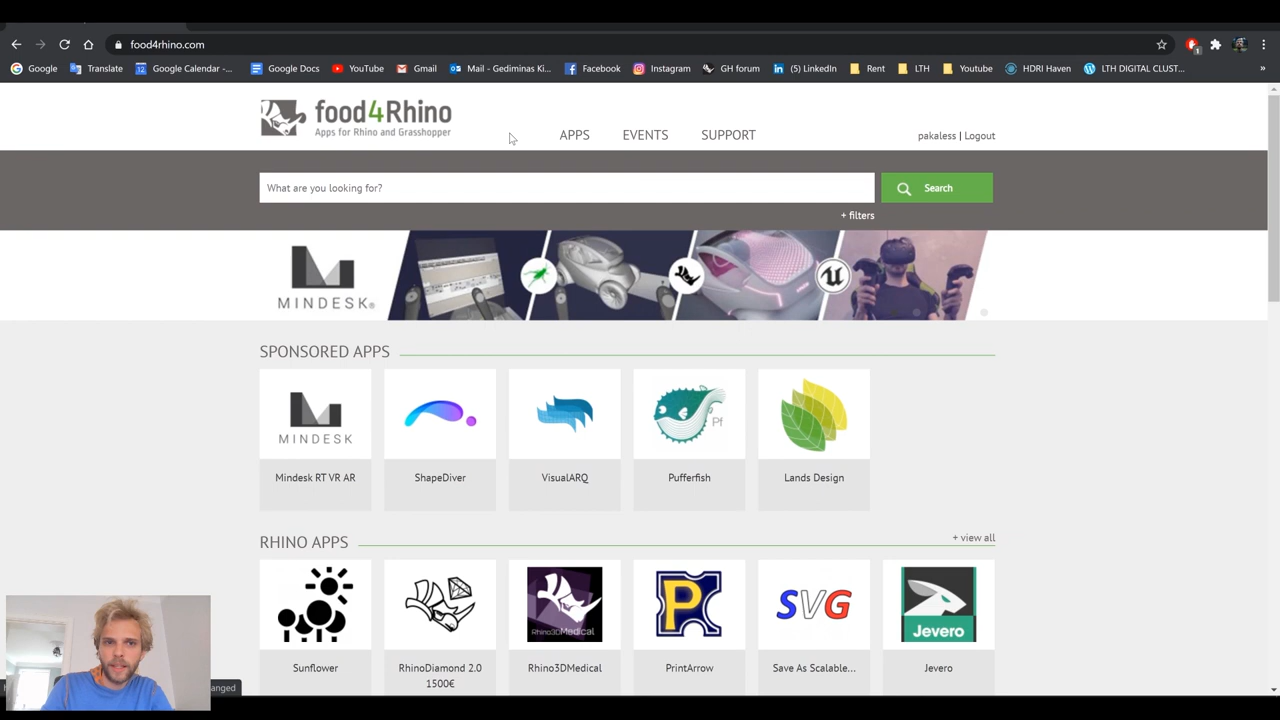 food4rhino.com
Google
Translate
Google Calendar -...
Google Docs
YouTube
Gmail
Mail - Gediminas Ki...
Facebook
Instagram
GH forum
(5) LinkedIn
Rent
LTH
Youtube
HDRI Haven
LTH DIGITAL CLUST...
»
food4Rhino
Apps for Rhino and Grasshopper
APPS
EVENTS
SUPPORT
pakaless | Logout
What are you looking for?
Search
+ filters
MINDESK®
SPONSORED APPS
MINDESK
Pf
Mindesk RT VR AR
ShapeDiver
VisualARQ
Pufferfish
Lands Design
RHINO APPS
+ view all
Rhino3DMedical
P
SVG
Jevero
Sunflower
RhinoDiamond 2.0
1500€
Rhino3DMedical
PrintArrow
Save As Scalable...
Jevero
anged